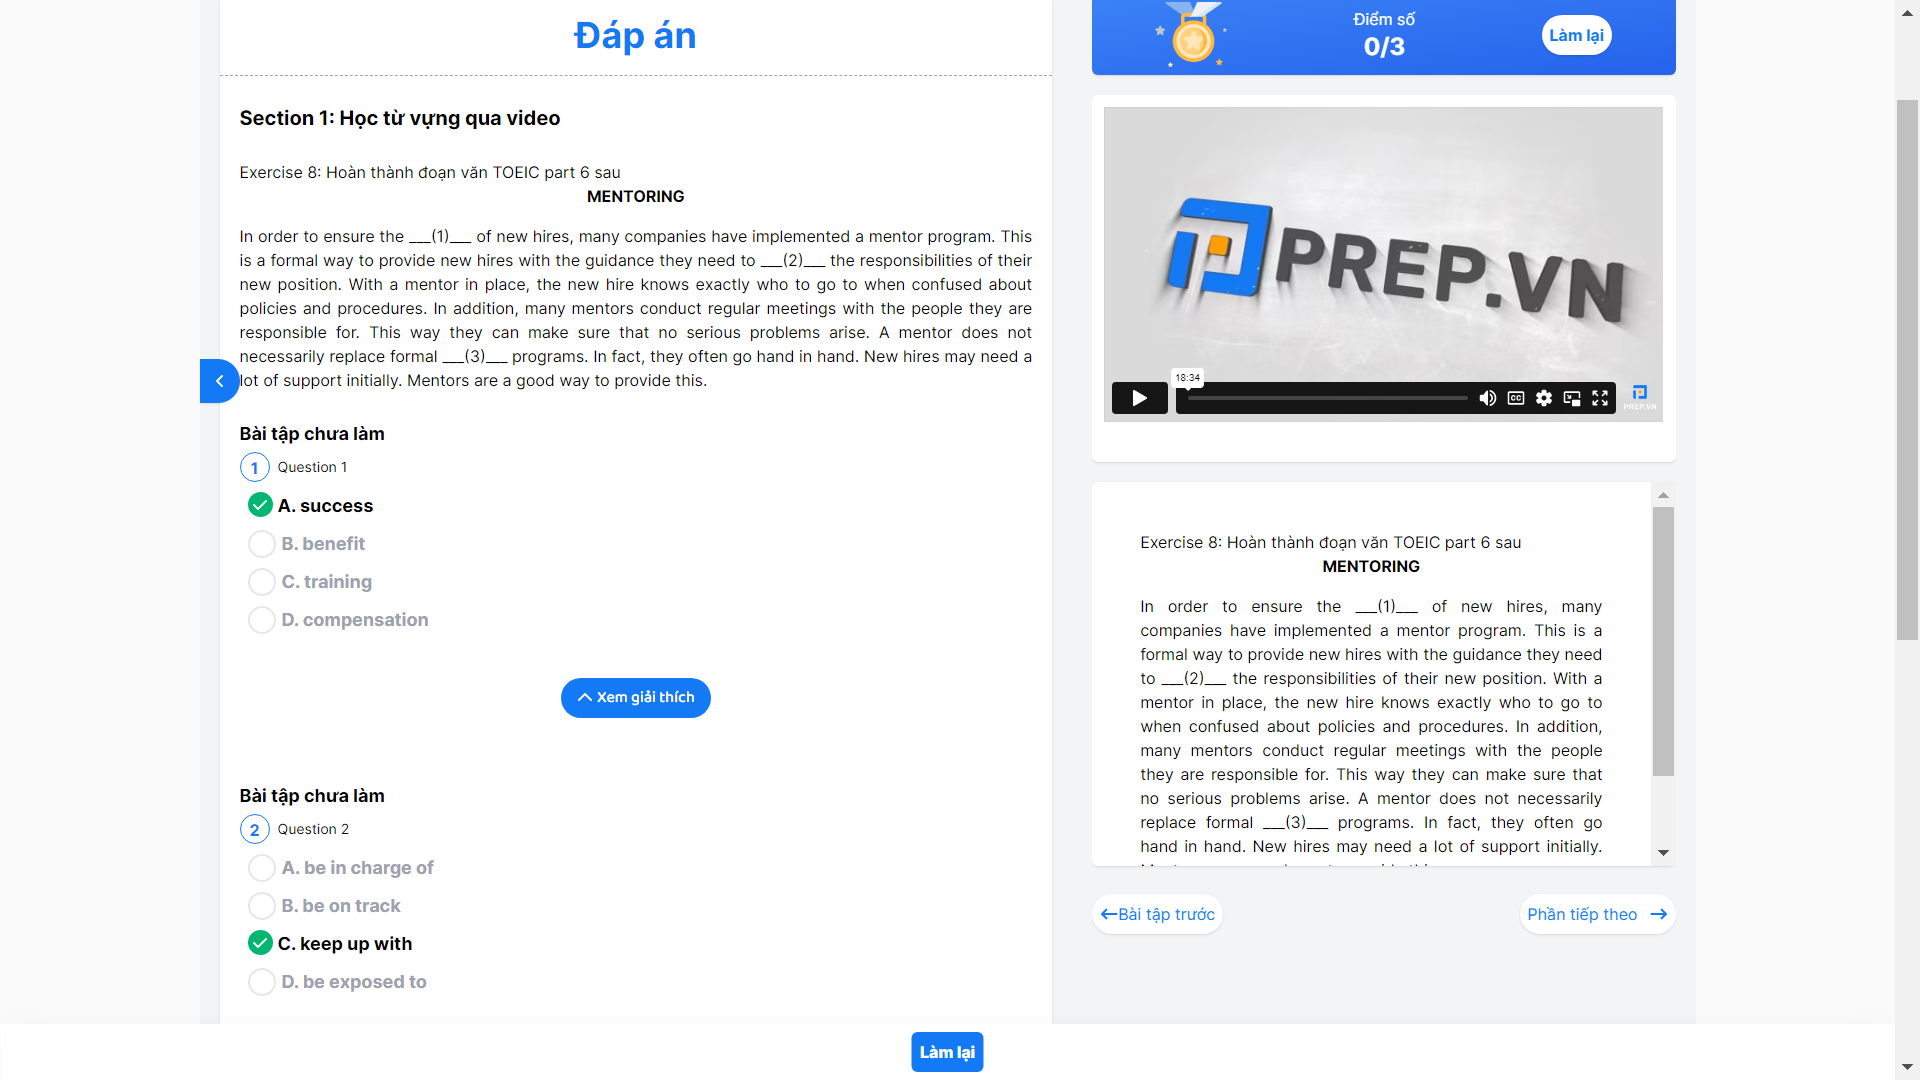 Đáp án
Section 1: Học từ vựng qua video
Exercise 8: Hoàn thành đoạn văn TOEIC part 6 sau
MENTORING
In order to ensure the ___(1)___ of new hires, many companies have implemented a mentor program. This
is a formal way to provide new hires with the guidance they need to ___(2)___ the responsibilities of their
new position. With a mentor in place, the new hire knows exactly who to go to when confused about
policies and procedures. In addition, many mentors conduct regular meetings with the people they are
responsible for. This way they can make sure that no serious problems arise. A mentor does not
necessarily replace formal ___(3)___ programs. In fact, they often go hand in hand. New hires may need a
lot of support initially. Mentors are a good way to provide this.
Bài tập chưa làm
1 Question 1
A. success
B. benefit
C. training
D. compensation
Xem giải thích
Bài tập chưa làm
2 Question 2
A. be in charge of
B. be on track
C. keep up with
D. be exposed to
Điểm số
0/3
Làm lại
PREP.VN
18:34
CC
PREP.VN
Exercise 8: Hoàn thành đoạn văn TOEIC part 6 sau
MENTORING
In order to ensure the ___(1)___ of new hires, many
companies have implemented a mentor program. This is a
formal way to provide new hires with the guidance they need
to ___(2)___ the responsibilities of their new position. With a
mentor in place, the new hire knows exactly who to go to
when confused about policies and procedures. In addition,
many mentors conduct regular meetings with the people
they are responsible for. This way they can make sure that
no serious problems arise. A mentor does not necessarily
replace formal ___(3)___ programs. In fact, they often go
hand in hand. New hires may need a lot of support initially.
Bài tập trước
Phần tiếp theo
Làm lại